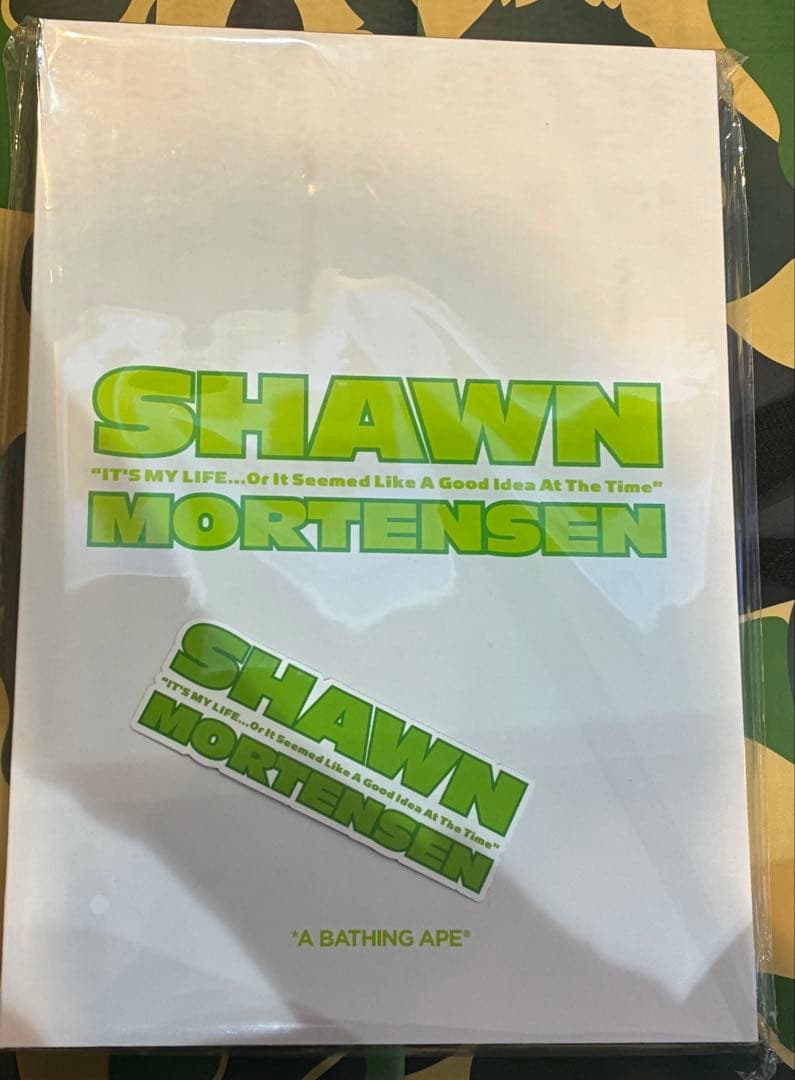 SHAWN
"IT'S MY LIFE...Or It Seemed Like A Good Idea At The Time"
MORTENSEN
SHAWN
"IT'S MY LIFE...Or It Seemed Like A Good Idea At The Time"
MORTENSEN
*A BATHING APE®